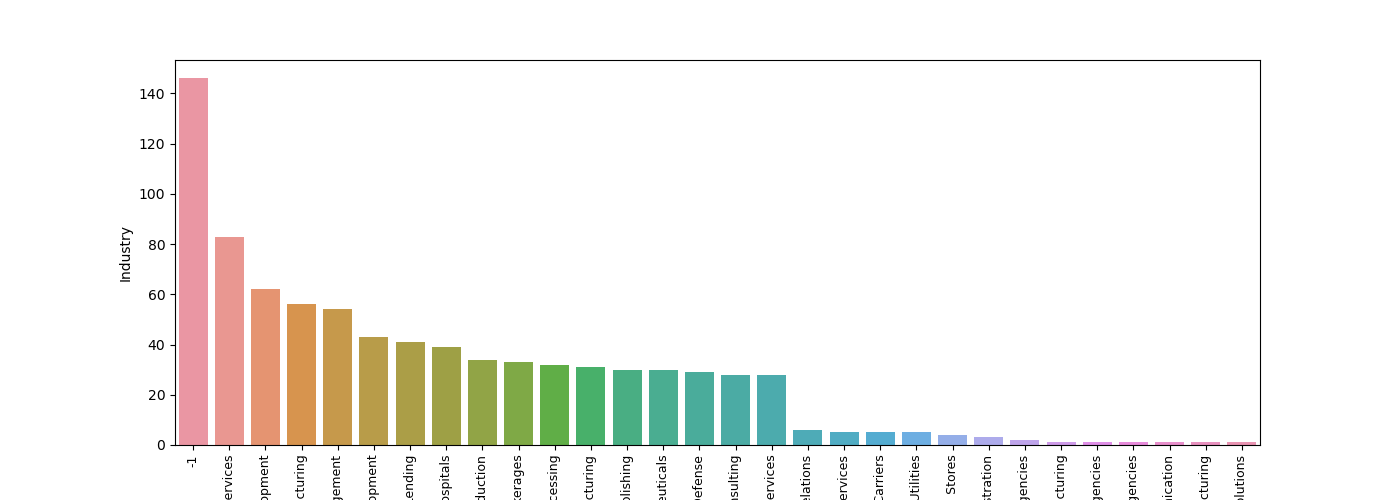 140
120
100
80
60
40
20
0
Industry
-1
ervices
opment
cturing
gement
opment
ending
ospitals
duction
erages
cessing
cturing
olishing
euticals
efense
nsulting
ervices
elations
ervices
Carriers
Utilities
Stores
stration
gencies
cturing
gencies
gencies
nication
cturing
olutions